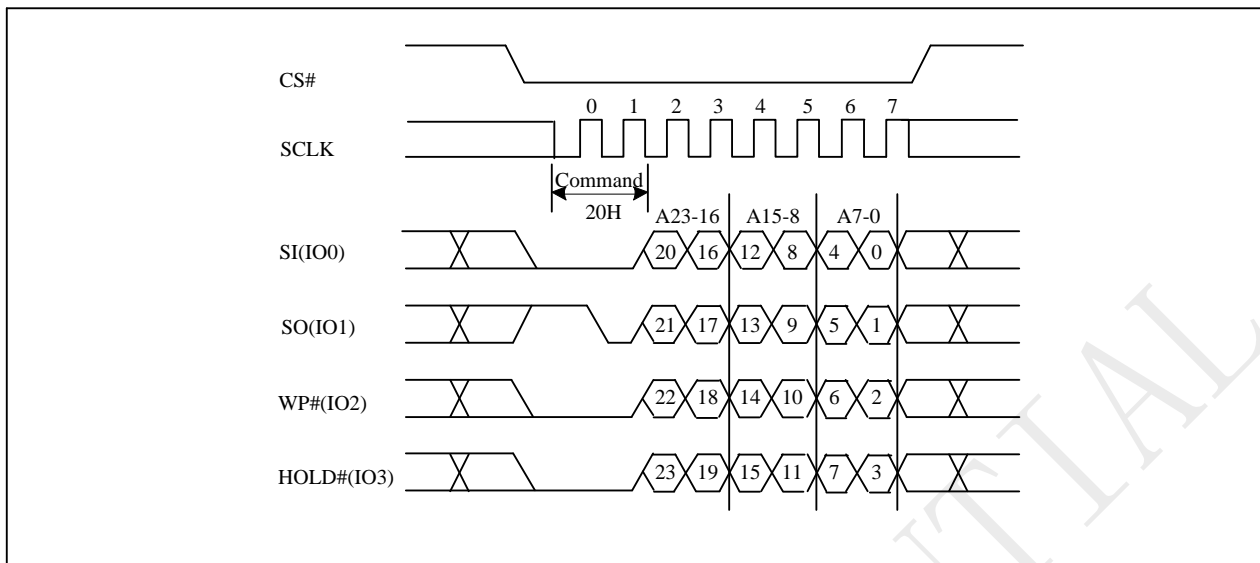 CS#
0 1 2 3 4 5 6 7
SCLK
Command
20H
A23-16 A15-8 A7-0
SI(IO0) 20 16 12 8 4 0
SO(IO1) 21 17 13 9 5 1
WP#(IO2) 22 18 14 10 6 2
HOLD#(IO3) 23 19 15 11 7 3
NTIAL